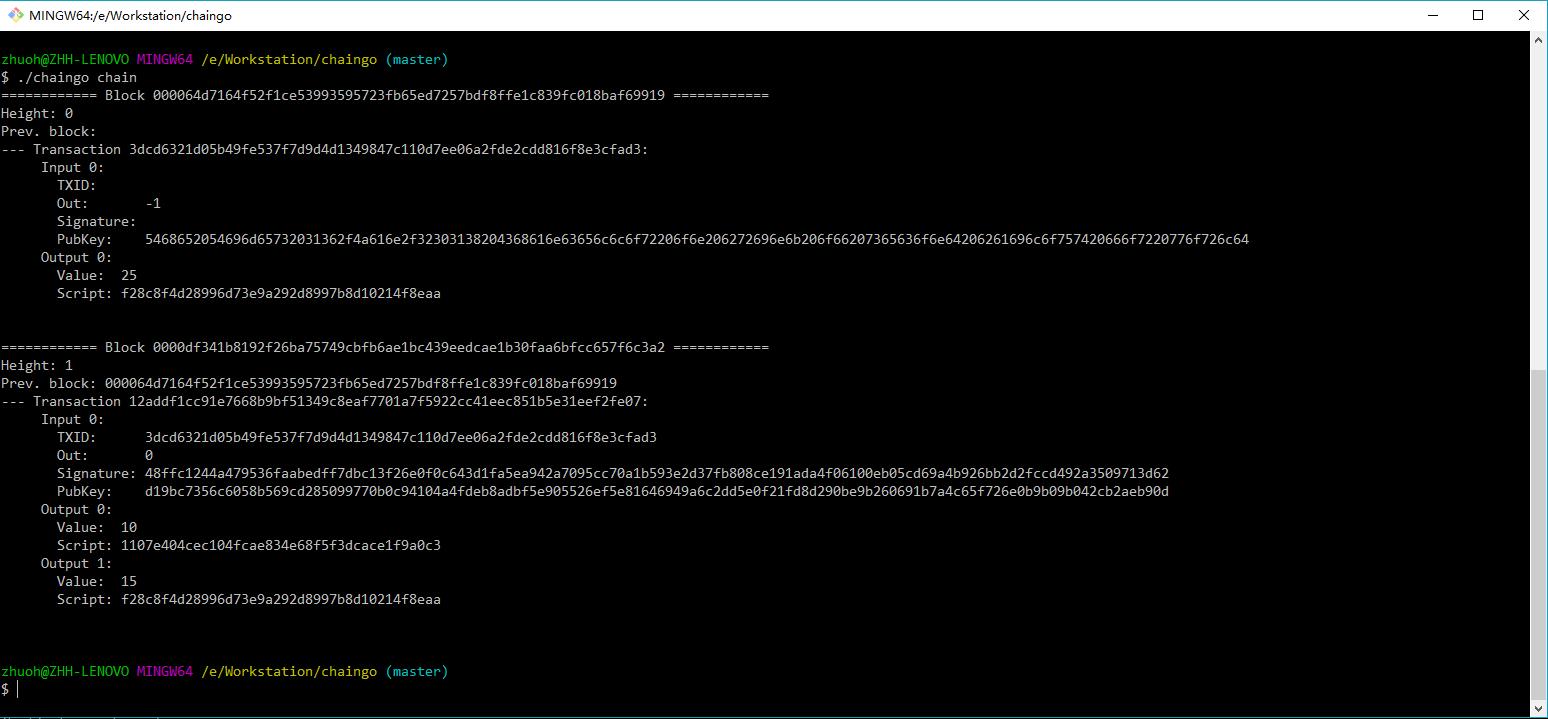 MINGW64:/e/Workstation/chaingo
zhuoh@ZHH-LENOVO MINGW64 /e/Workstation/chaingo (master)
$ ./chaingo chain
============ Block 000064d7164f52f1ce53993595723fb65ed7257bdf8ffe1c839fc018baf69919 ============
Height: 0
Prev. block:
--- Transaction 3dcd6321d05b49fe537f7d9d4d1349847c110d7ee06a2fde2cdd816f8e3cfad3:
Input 0:
TXID:
Out: -1
Signature:
PubKey: 5468652054696d65732031362f4a616e2f32303138204368616e63656c6c6f72206f6e206272696e6b206f66207365636f6e64206261696c6f757420666f7220776f726c64
Output 0:
Value: 25
Script: f28c8f4d28996d73e9a292d8997b8d10214f8eaa
============ Block 0000df341b8192f26ba75749cbfb6ae1bc439eedcae1b30faa6bfcc657f6c3a2 ============
Height: 1
Prev. block: 000064d7164f52f1ce53993595723fb65ed7257bdf8ffe1c839fc018baf69919
--- Transaction 12addf1cc91e7668b9bf51349c8eaf7701a7f5922cc41eec851b5e31eef2fe07:
Input 0:
TXID: 3dcd6321d05b49fe537f7d9d4d1349847c110d7ee06a2fde2cdd816f8e3cfad3
Out: 0
Signature: 48ffc1244a479536faabedff7dbc13f26e0f0c643d1fa5ea942a7095cc70a1b593e2d37fb808ce191ada4f06100eb05cd69a4b926bb2d2fccd492a3509713d62
PubKey: d19bc7356c6058b569cd285099770b0c94104a4fdeb8adbf5e905526ef5e81646949a6c2dd5e0f21fd8d290be9b260691b7a4c65f726e0b9b09b042cb2aeb90d
Output 0:
Value: 10
Script: 1107e404cec104fcae834e68f5f3dcace1f9a0c3
Output 1:
Value: 15
Script: f28c8f4d28996d73e9a292d8997b8d10214f8eaa
zhuoh@ZHH-LENOVO MINGW64 /e/Workstation/chaingo (master)
$